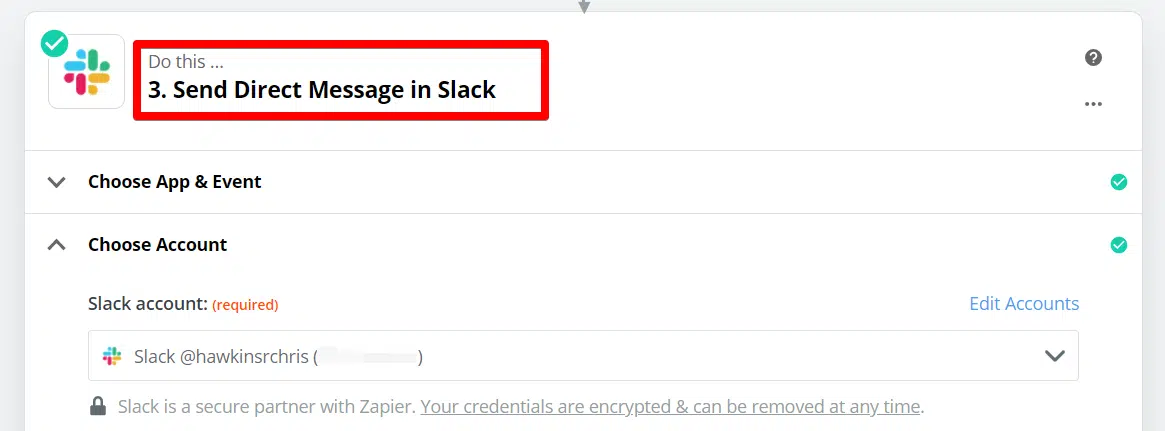 Do this ...
3. Send Direct Message in Slack
Choose App & Event
Choose Account
Slack account: (required)
Edit Accounts
Slack @hawkinsrchris ( )
Slack is a secure partner with Zapier. Your credentials are encrypted & can be removed at any time.